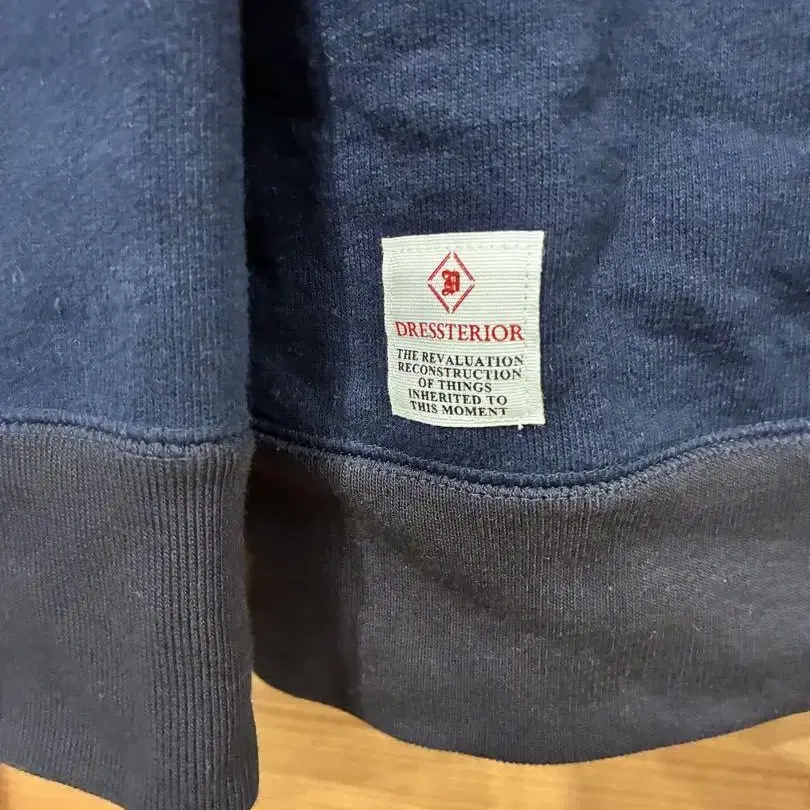 D
DRESSTERIOR
THE REVALUATION
RECONSTRUCTION
OF THINGS
INHERITED TO
THIS MOMENT